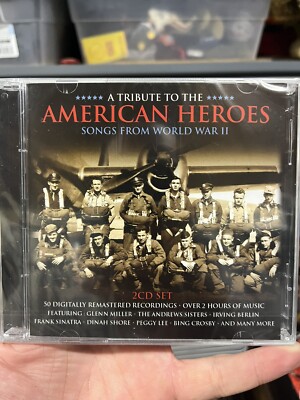 ★★★★★ A TRIBUTE TO THE ★★★★★
AMERICAN HEROES
SONGS FROM WORLD WAR II
2CD SET
50 DIGITALLY REMASTERED RECORDINGS • OVER 2 HOURS OF MUSIC
FEATURING: GLENN MILLER • THE ANDREWS SISTERS • IRVING BERLIN
FRANK SINATRA • DINAH SHORE • PEGGY LEE • BING CROSBY • AND MANY MORE